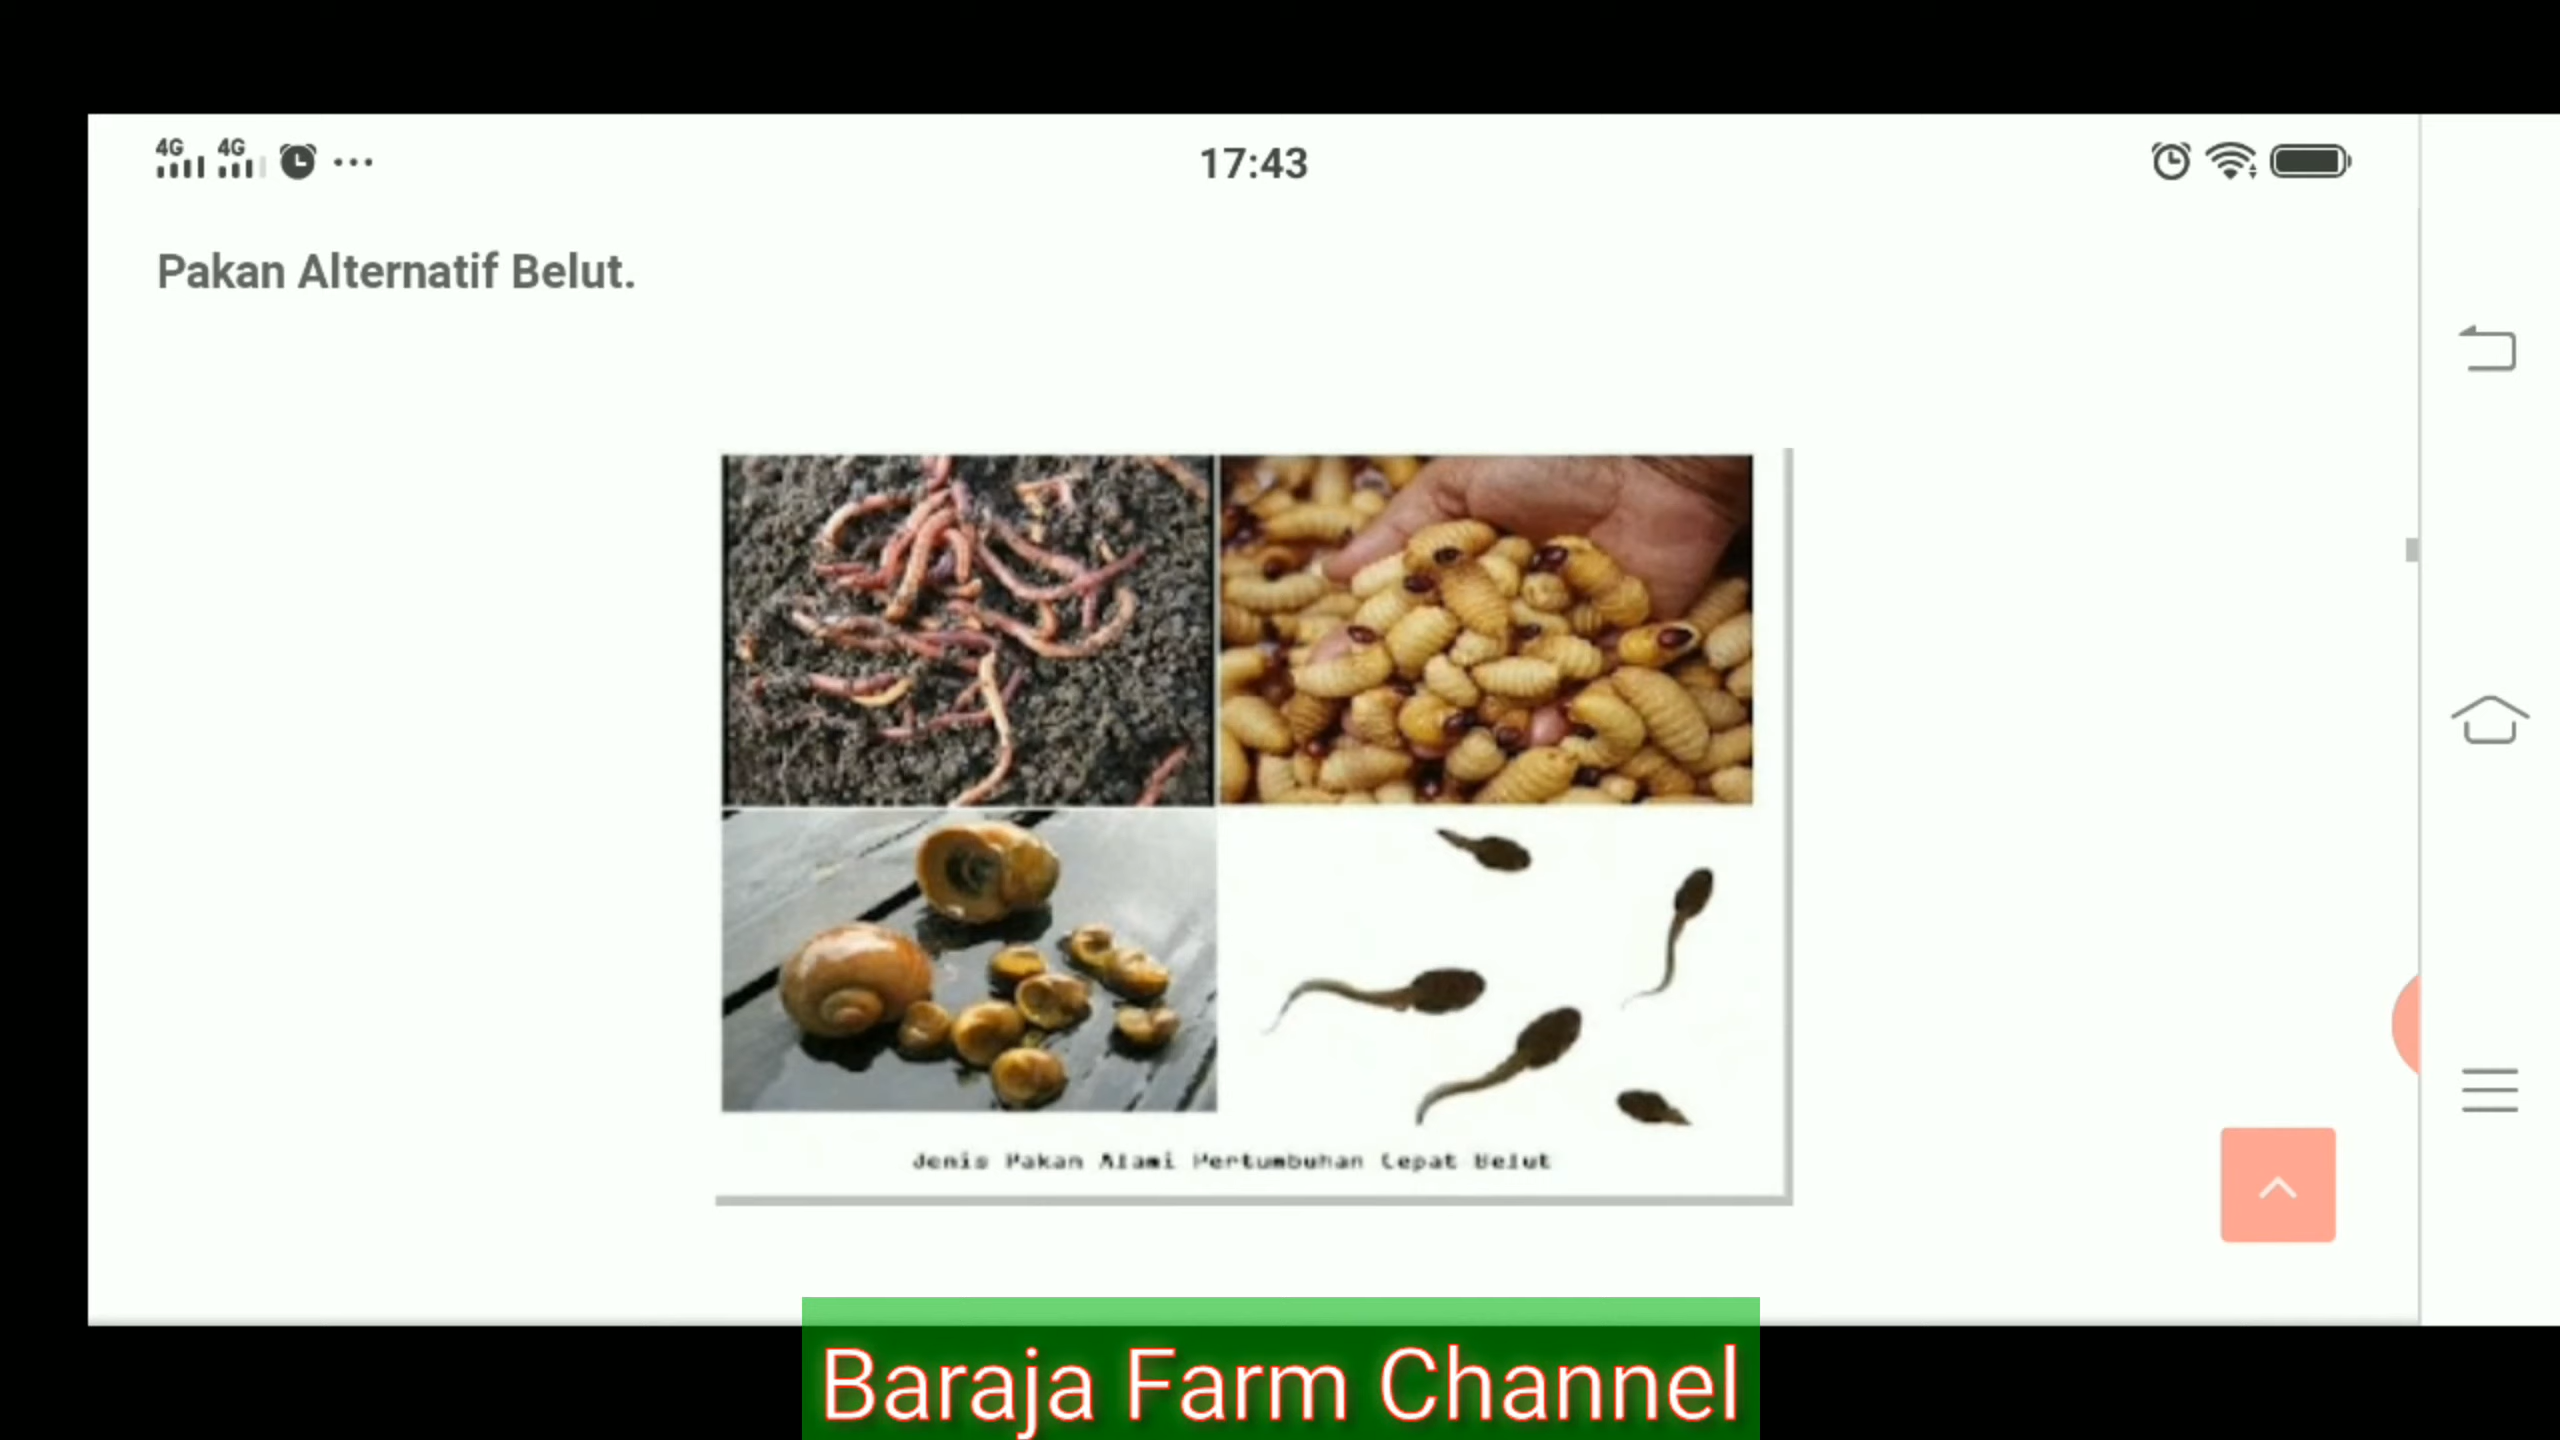 4G 4G 17:43
Pakan Alternatif Belut.
Jenis Pakan Alami Pertumbuhan Cepat Belut
Baraja Farm Channel